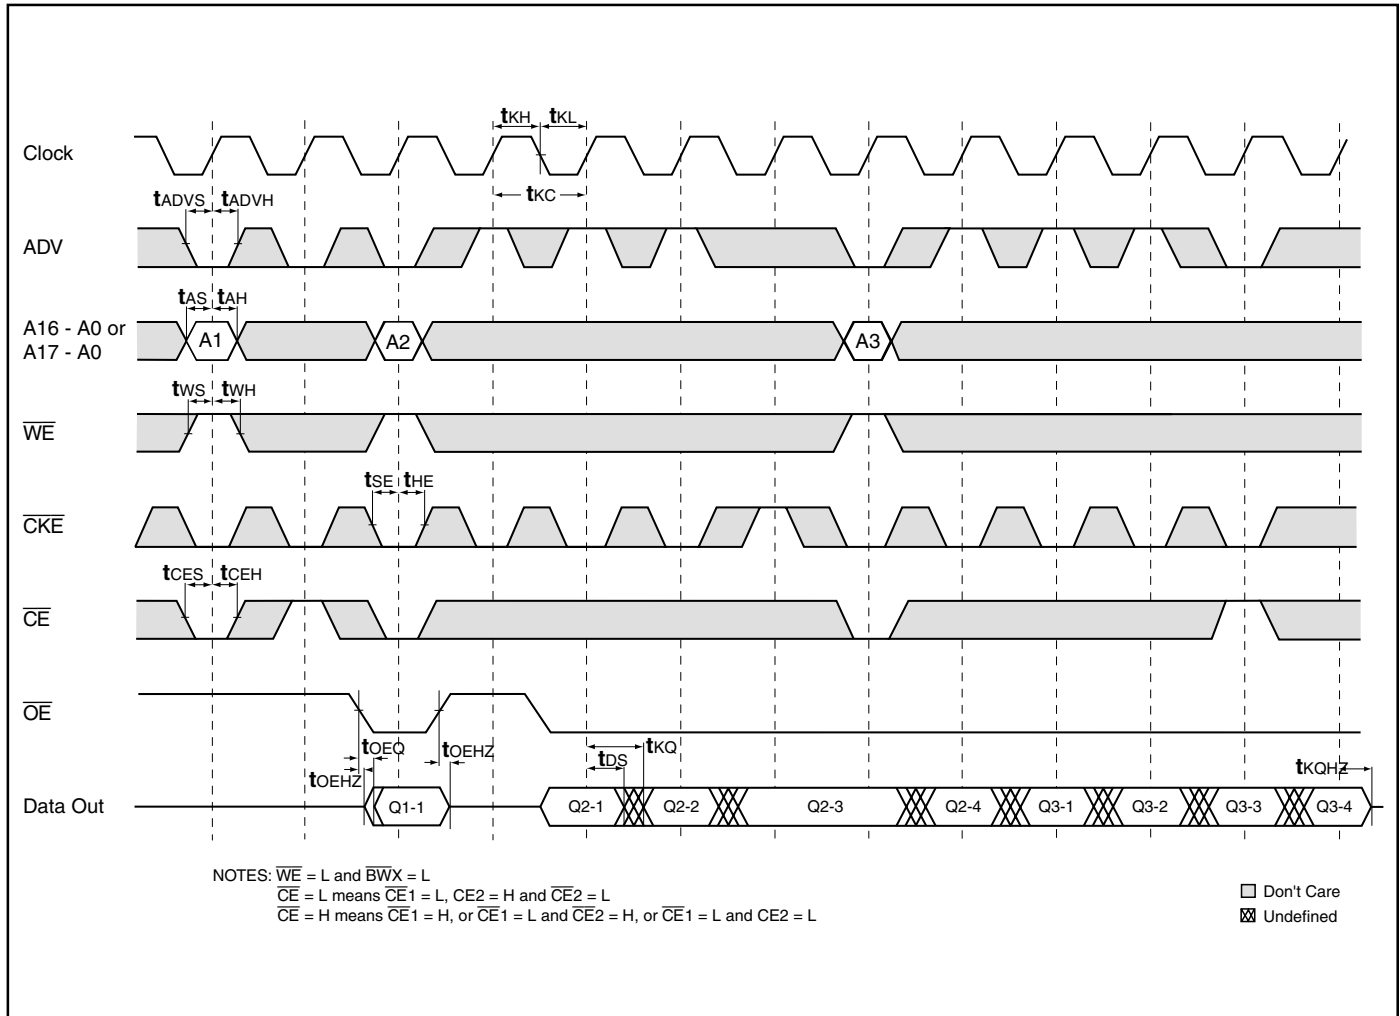 tKH tKL
Clock
tKC
tADVS tADVH
ADV
tAS tAH
A16 - A0 or
A17 - A0
A1 A2 A3
tWS tWH
WE
tSE tHE
CKE
tCES tCEH
CE
OE
tOEQ tOEHZ tKQ
tDS
tOEHZ tKQHZ
Data Out Q1-1 Q2-1 Q2-2 Q2-3 Q2-4 Q3-1 Q3-2 Q3-3 Q3-4
NOTES: WE = L and BWX = L
CE = L means CE1 = L, CE2 = H and CE2 = L
CE = H means CE1 = H, or CE1 = L and CE2 = H, or CE1 = L and CE2 = L
Don't Care
Undefined